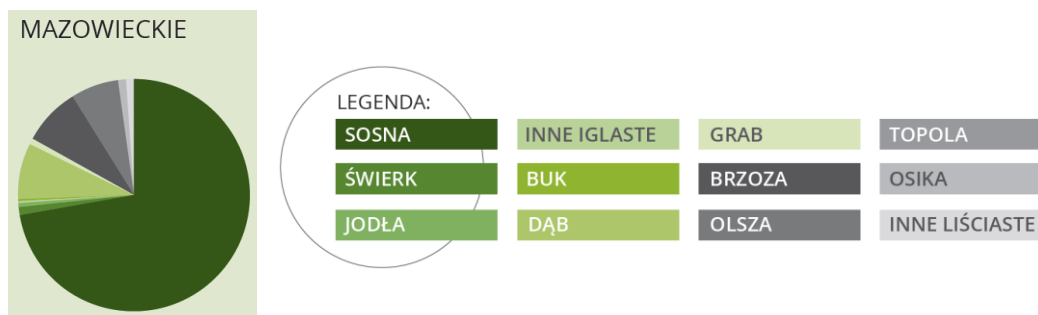 MAZOWIECKIE
LEGENDA:
SOSNA
ŚWIERK
JODŁA
INNE IGLASTE
BUK
DĄB
GRAB
BRZOZA
OLSZA
TOPOLA
OSIKA
INNE LIŚCIASTE